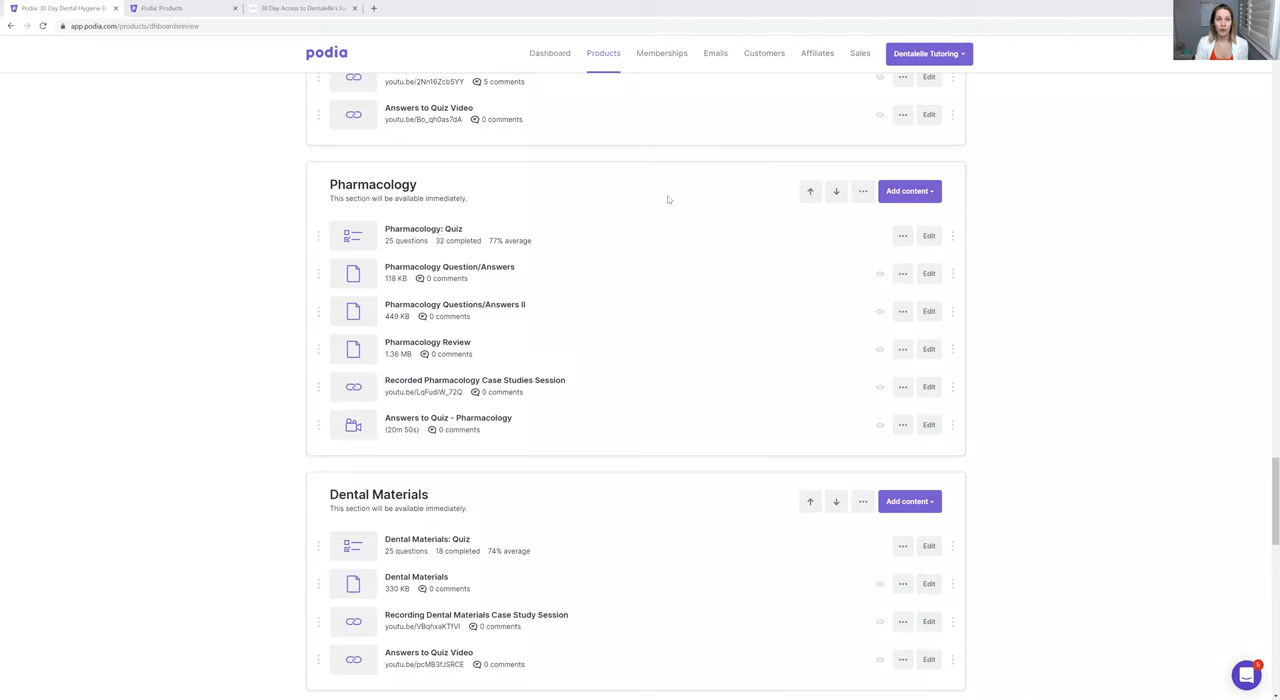 Podia: 30 Day Dental Hygiene B
Podia: Products
30 Day Access to Dentalelle's Fo
app.podia.com/products/dhboardsreview
podia
Dashboard
Products
Memberships
Emails
Customers
Affiliates
Sales
Dentalelle Tutoring
youtu.be/2Nn16ZcbSYY 5 comments
Edit
Answers to Quiz Video
youtu.be/Bo_qh0as7dA 0 comments
Edit
Pharmacology
This section will be available immediately.
Add content
Pharmacology: Quiz
25 questions 32 completed 77% average
Edit
Pharmacology Question/Answers
118 KB 0 comments
Edit
Pharmacology Questions/Answers II
449 KB 0 comments
Edit
Pharmacology Review
1.36 MB 0 comments
Edit
Recorded Pharmacology Case Studies Session
youtu.be/LqFudiW_72Q 0 comments
Edit
Answers to Quiz - Pharmacology
(20m 50s) 0 comments
Edit
Dental Materials
This section will be available immediately.
Add content
Dental Materials: Quiz
25 questions 18 completed 74% average
Edit
Dental Materials
330 KB 0 comments
Edit
Recording Dental Materials Case Study Session
youtu.be/VBqhxaKTfVI 0 comments
Edit
Answers to Quiz Video
youtu.be/pcMB3fJSRCE 0 comments
Edit
5